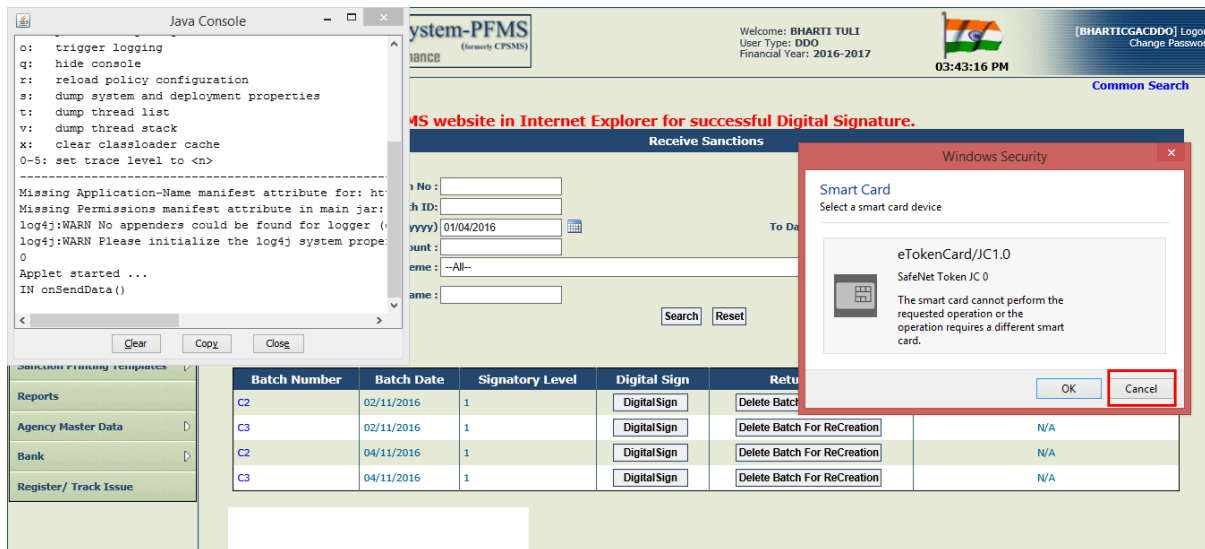 Java Console
o: trigger logging
q: hide console
r: reload policy configuration
s: dump system and deployment properties
t: dump thread list
v: dump thread stack
x: clear classloader cache
0-5: set trace level to <n>
Missing Application-Name manifest attribute for: ht
Missing Permissions manifest attribute in main jar:
log4j:WARN No appenders could be found for logger (
log4j:WARN Please initialize the log4j system prope
0
Applet started ...
IN onSendData()
Clear Copy Close
ystem-PFMS
(formerly CPSMS)
nance
Welcome: BHARTI TULI
User Type: DDO
Financial Year: 2016-2017
03:43:16 PM
[BHARTICGACDDO] Logo
Change Passwor
Common Search
MS website in Internet Explorer for successful Digital Signature.
Receive Sanctions
n No :
ch ID:
yyyy) 01/04/2016
To Da
ount :
eme : --All--
ame :
Search Reset
Windows Security
Smart Card
Select a smart card device
eTokenCard/JC1.0
SafeNet Token JC 0
The smart card cannot perform the
requested operation or the
operation requires a different smart
card.
OK Cancel
Sanction Printing Templates
Reports
Agency Master Data
Bank
Register/ Track Issue
Batch Number Batch Date Signatory Level Digital Sign Retu
C2 02/11/2016 1 DigitalSign Delete Batch
C3 02/11/2016 1 DigitalSign Delete Batch For ReCreation N/A
C2 04/11/2016 1 DigitalSign Delete Batch For ReCreation N/A
C3 04/11/2016 1 DigitalSign Delete Batch For ReCreation N/A